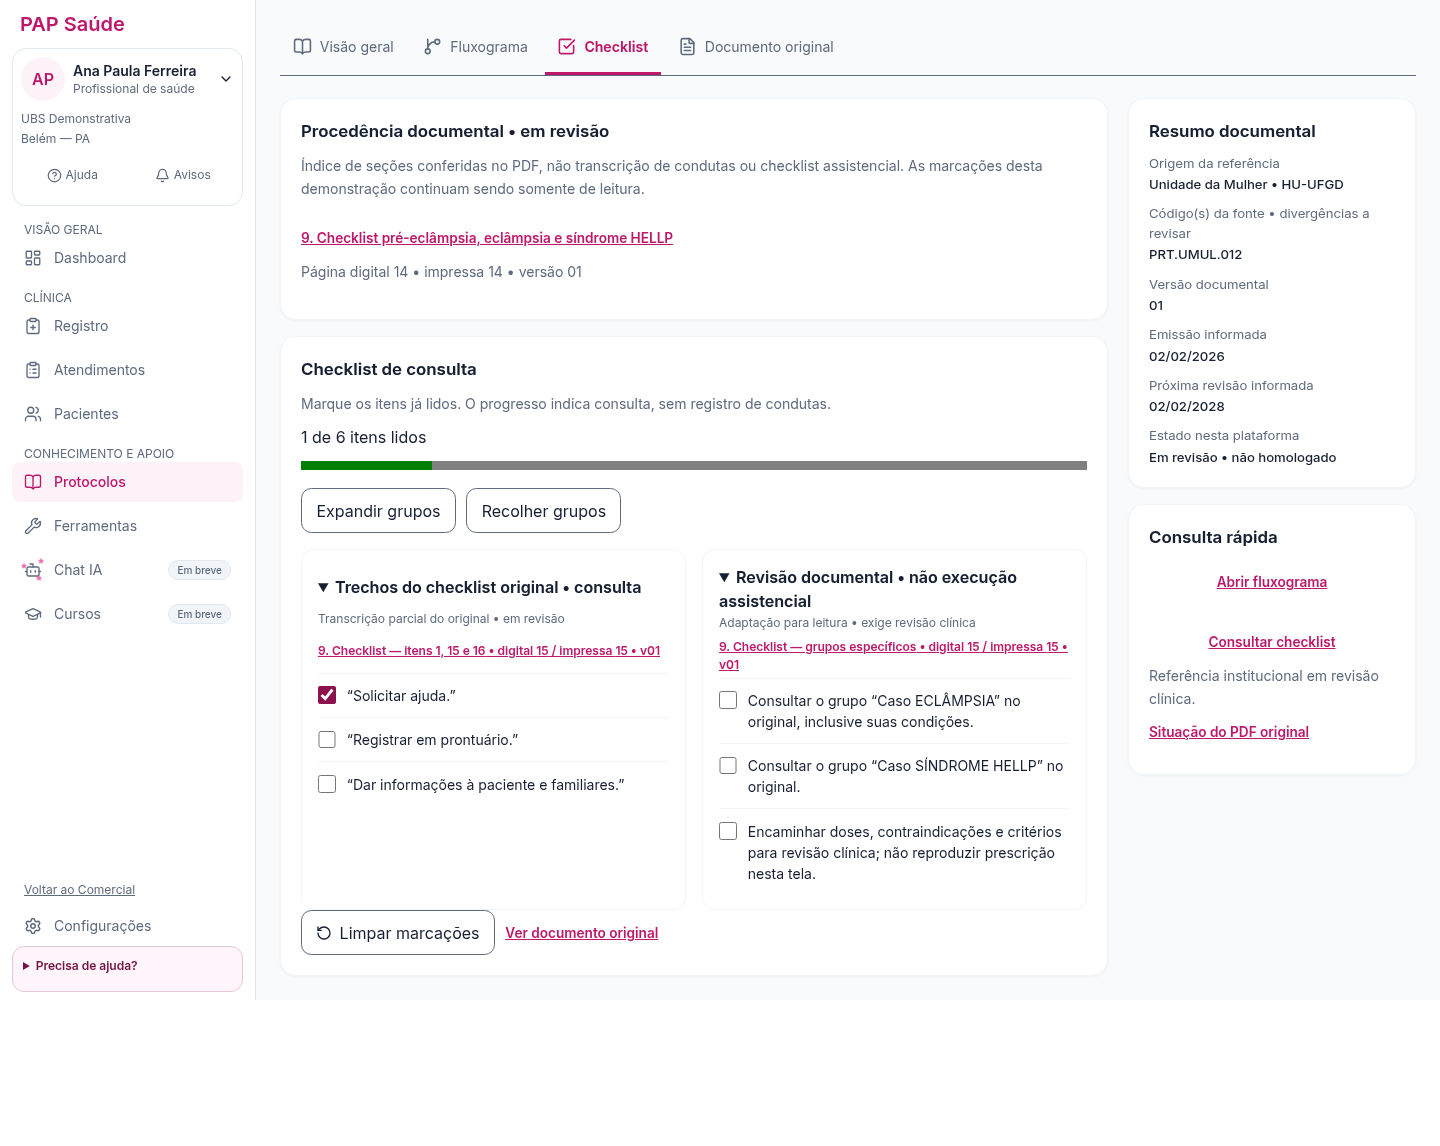 PAP Saúde
AP
Ana Paula Ferreira
Profissional de saúde
UBS Demonstrativa
Belém — PA
Ajuda
Avisos
VISÃO GERAL
Dashboard
CLÍNICA
Registro
Atendimentos
Pacientes
CONHECIMENTO E APOIO
Protocolos
Ferramentas
Chat IA
Em breve
Cursos
Em breve
Voltar ao Comercial
Configurações
Precisa de ajuda?
Visão geral
Fluxograma
Checklist
Documento original
Procedência documental • em revisão
Índice de seções conferidas no PDF, não transcrição de condutas ou checklist assistencial. As marcações desta
demonstração continuam sendo somente de leitura.
9. Checklist pré-eclâmpsia, eclâmpsia e síndrome HELLP
Página digital 14 • impressa 14 • versão 01
Checklist de consulta
Marque os itens já lidos. O progresso indica consulta, sem registro de condutas.
1 de 6 itens lidos
Expandir grupos
Recolher grupos
Trechos do checklist original • consulta
Transcrição parcial do original • em revisão
9. Checklist — itens 1, 15 e 16 • digital 15 / impressa 15 • v01
“Solicitar ajuda.”
“Registrar em prontuário.”
“Dar informações à paciente e familiares.”
Revisão documental • não execução
assistencial
Adaptação para leitura • exige revisão clínica
9. Checklist — grupos específicos • digital 15 / impressa 15 •
v01
Consultar o grupo “Caso ECLÂMPSIA” no
original, inclusive suas condições.
Consultar o grupo “Caso SÍNDROME HELLP” no
original.
Encaminhar doses, contraindicações e critérios
para revisão clínica; não reproduzir prescrição
nesta tela.
Limpar marcações
Ver documento original
Resumo documental
Origem da referência
Unidade da Mulher • HU-UFGD
Código(s) da fonte • divergências a
revisar
PRT.UMUL.012
Versão documental
01
Emissão informada
02/02/2026
Próxima revisão informada
02/02/2028
Estado nesta plataforma
Em revisão • não homologado
Consulta rápida
Abrir fluxograma
Consultar checklist
Referência institucional em revisão
clínica.
Situação do PDF original